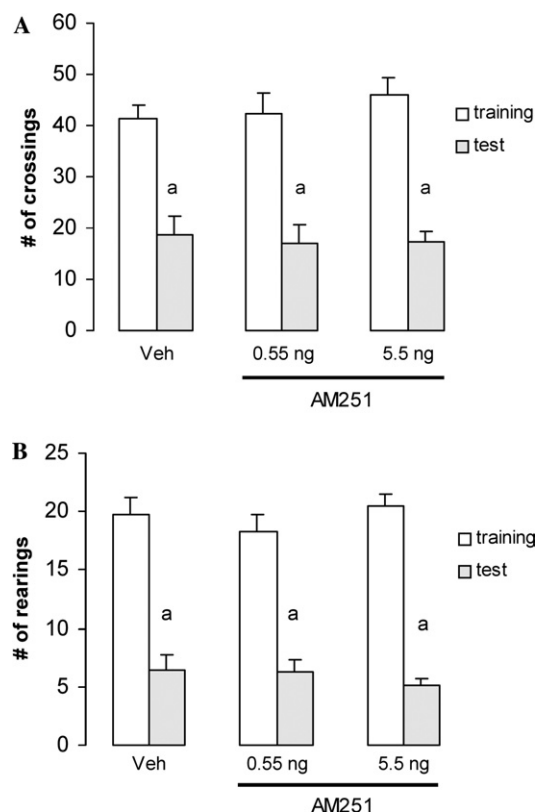 A
# of crossings
60
50
40
30
20
10
0
training
test
a a a
Veh 0.55 ng 5.5 ng
AM251
B
# of rearings
25
20
15
10
5
0
training
test
a a a
Veh 0.55 ng 5.5 ng
AM251